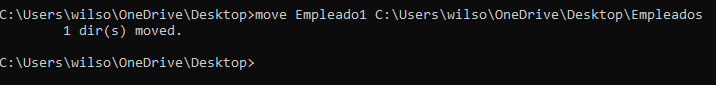 C:\Users\wilso\OneDrive\Desktop>move Empleado1 C:\Users\wilso\OneDrive\Desktop\Empleados
        1 dir(s) moved.
C:\Users\wilso\OneDrive\Desktop>